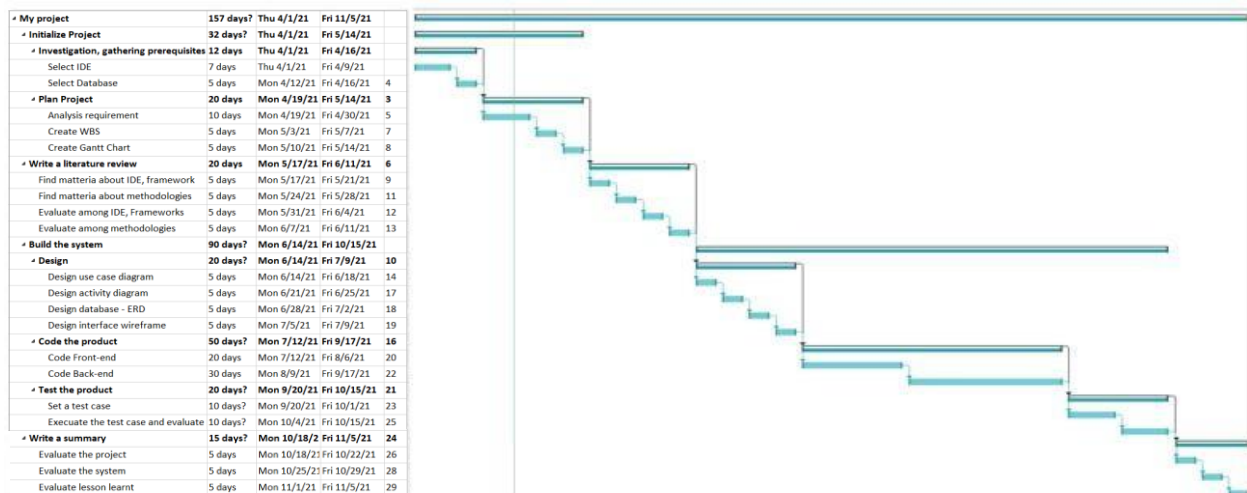 My project 157 days? Thu 4/1/21 Fri 11/5/21
Initialize Project 32 days? Thu 4/1/21 Fri 5/14/21
Investigation, gathering prerequisites 12 days Thu 4/1/21 Fri 4/16/21
Select IDE 7 days Thu 4/1/21 Fri 4/9/21
Select Database 5 days Mon 4/12/21 Fri 4/16/21 4
Plan Project 20 days Mon 4/19/21 Fri 5/14/21 3
Analysis requirement 10 days Mon 4/19/21 Fri 4/30/21 5
Create WBS 5 days Mon 5/3/21 Fri 5/7/21 7
Create Gantt Chart 5 days Mon 5/10/21 Fri 5/14/21 8
Write a literature review 20 days Mon 5/17/21 Fri 6/11/21 6
Find matteria about IDE, framework 5 days Mon 5/17/21 Fri 5/21/21 9
Find matteria about methodologies 5 days Mon 5/24/21 Fri 5/28/21 11
Evaluate among IDE, Frameworks 5 days Mon 5/31/21 Fri 6/4/21 12
Evaluate among methodologies 5 days Mon 6/7/21 Fri 6/11/21 13
Build the system 90 days? Mon 6/14/21 Fri 10/15/21
Design 20 days? Mon 6/14/21 Fri 7/9/21 10
Design use case diagram 5 days Mon 6/14/21 Fri 6/18/21 14
Design activity diagram 5 days Mon 6/21/21 Fri 6/25/21 17
Design database - ERD 5 days Mon 6/28/21 Fri 7/2/21 18
Design interface wireframe 5 days Mon 7/5/21 Fri 7/9/21 19
Code the product 50 days? Mon 7/12/21 Fri 9/17/21 16
Code Front-end 20 days Mon 7/12/21 Fri 8/6/21 20
Code Back-end 30 days Mon 8/9/21 Fri 9/17/21 22
Test the product 20 days? Mon 9/20/21 Fri 10/15/21 21
Set a test case 10 days? Mon 9/20/21 Fri 10/1/21 23
Execuate the test case and evaluate 10 days? Mon 10/4/21 Fri 10/15/21 25
Write a summary 15 days? Mon 10/18/2 Fri 11/5/21 24
Evaluate the project 5 days Mon 10/18/21 Fri 10/22/21 26
Evaluate the system 5 days Mon 10/25/21 Fri 10/29/21 28
Evaluate lesson learnt 5 days Mon 11/1/21 Fri 11/5/21 29